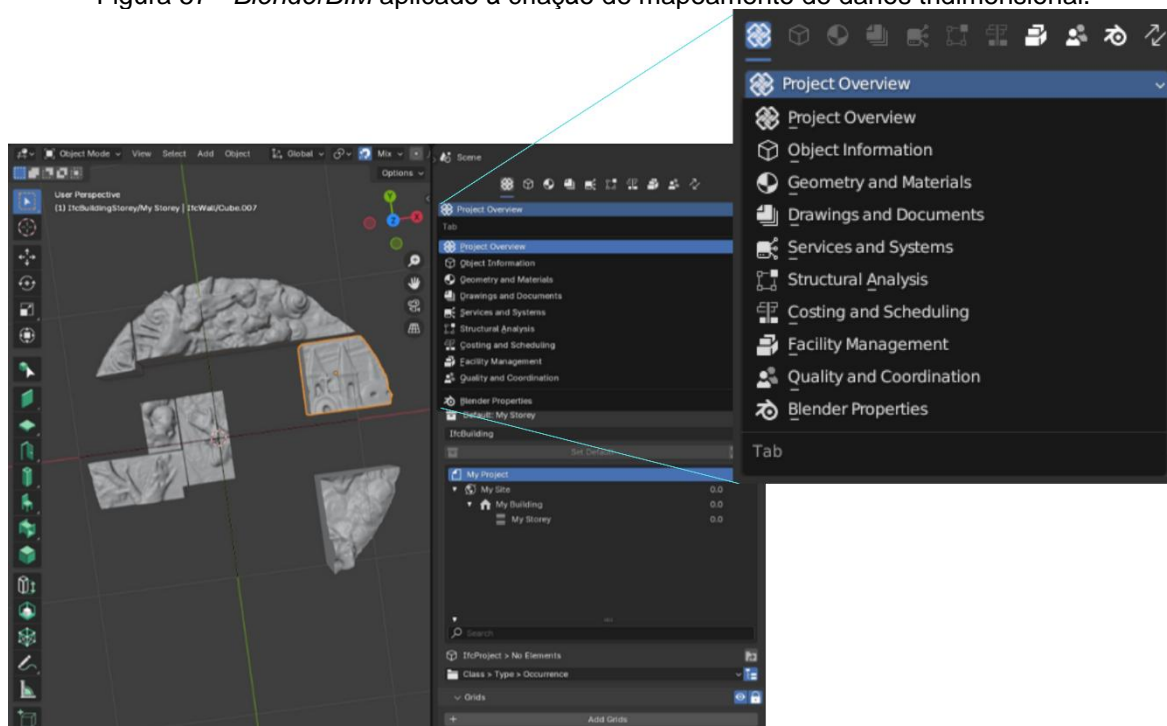 BlenderBIM aplicado à criação de mapeamento de danos tridimensional.
Project Overview
Project Overview
Object Information
Geometry and Materials
Drawings and Documents
Services and Systems
Structural Analysis
Costing and Scheduling
Facility Management
Quality and Coordination
Blender Properties
Tab
Object Mode View Select Add Object Global Mix
Options
User Perspective
(1) IfcBuildingStorey/My Storey | IfcWall/Cube.007
Y
X
Z
Scene
Project Overview
Tab
Project Overview
Object Information
Geometry and Materials
Drawings and Documents
Services and Systems
Structural Analysis
Costing and Scheduling
Facility Management
Quality and Coordination
Blender Properties
Default: My Storey
IfcBuilding
Set Default
My Project
My Site 0.0
My Building 0.0
My Storey 0.0
Search
IfcProject > No Elements
Class > Type > Occurrence
Grids
Add Grids